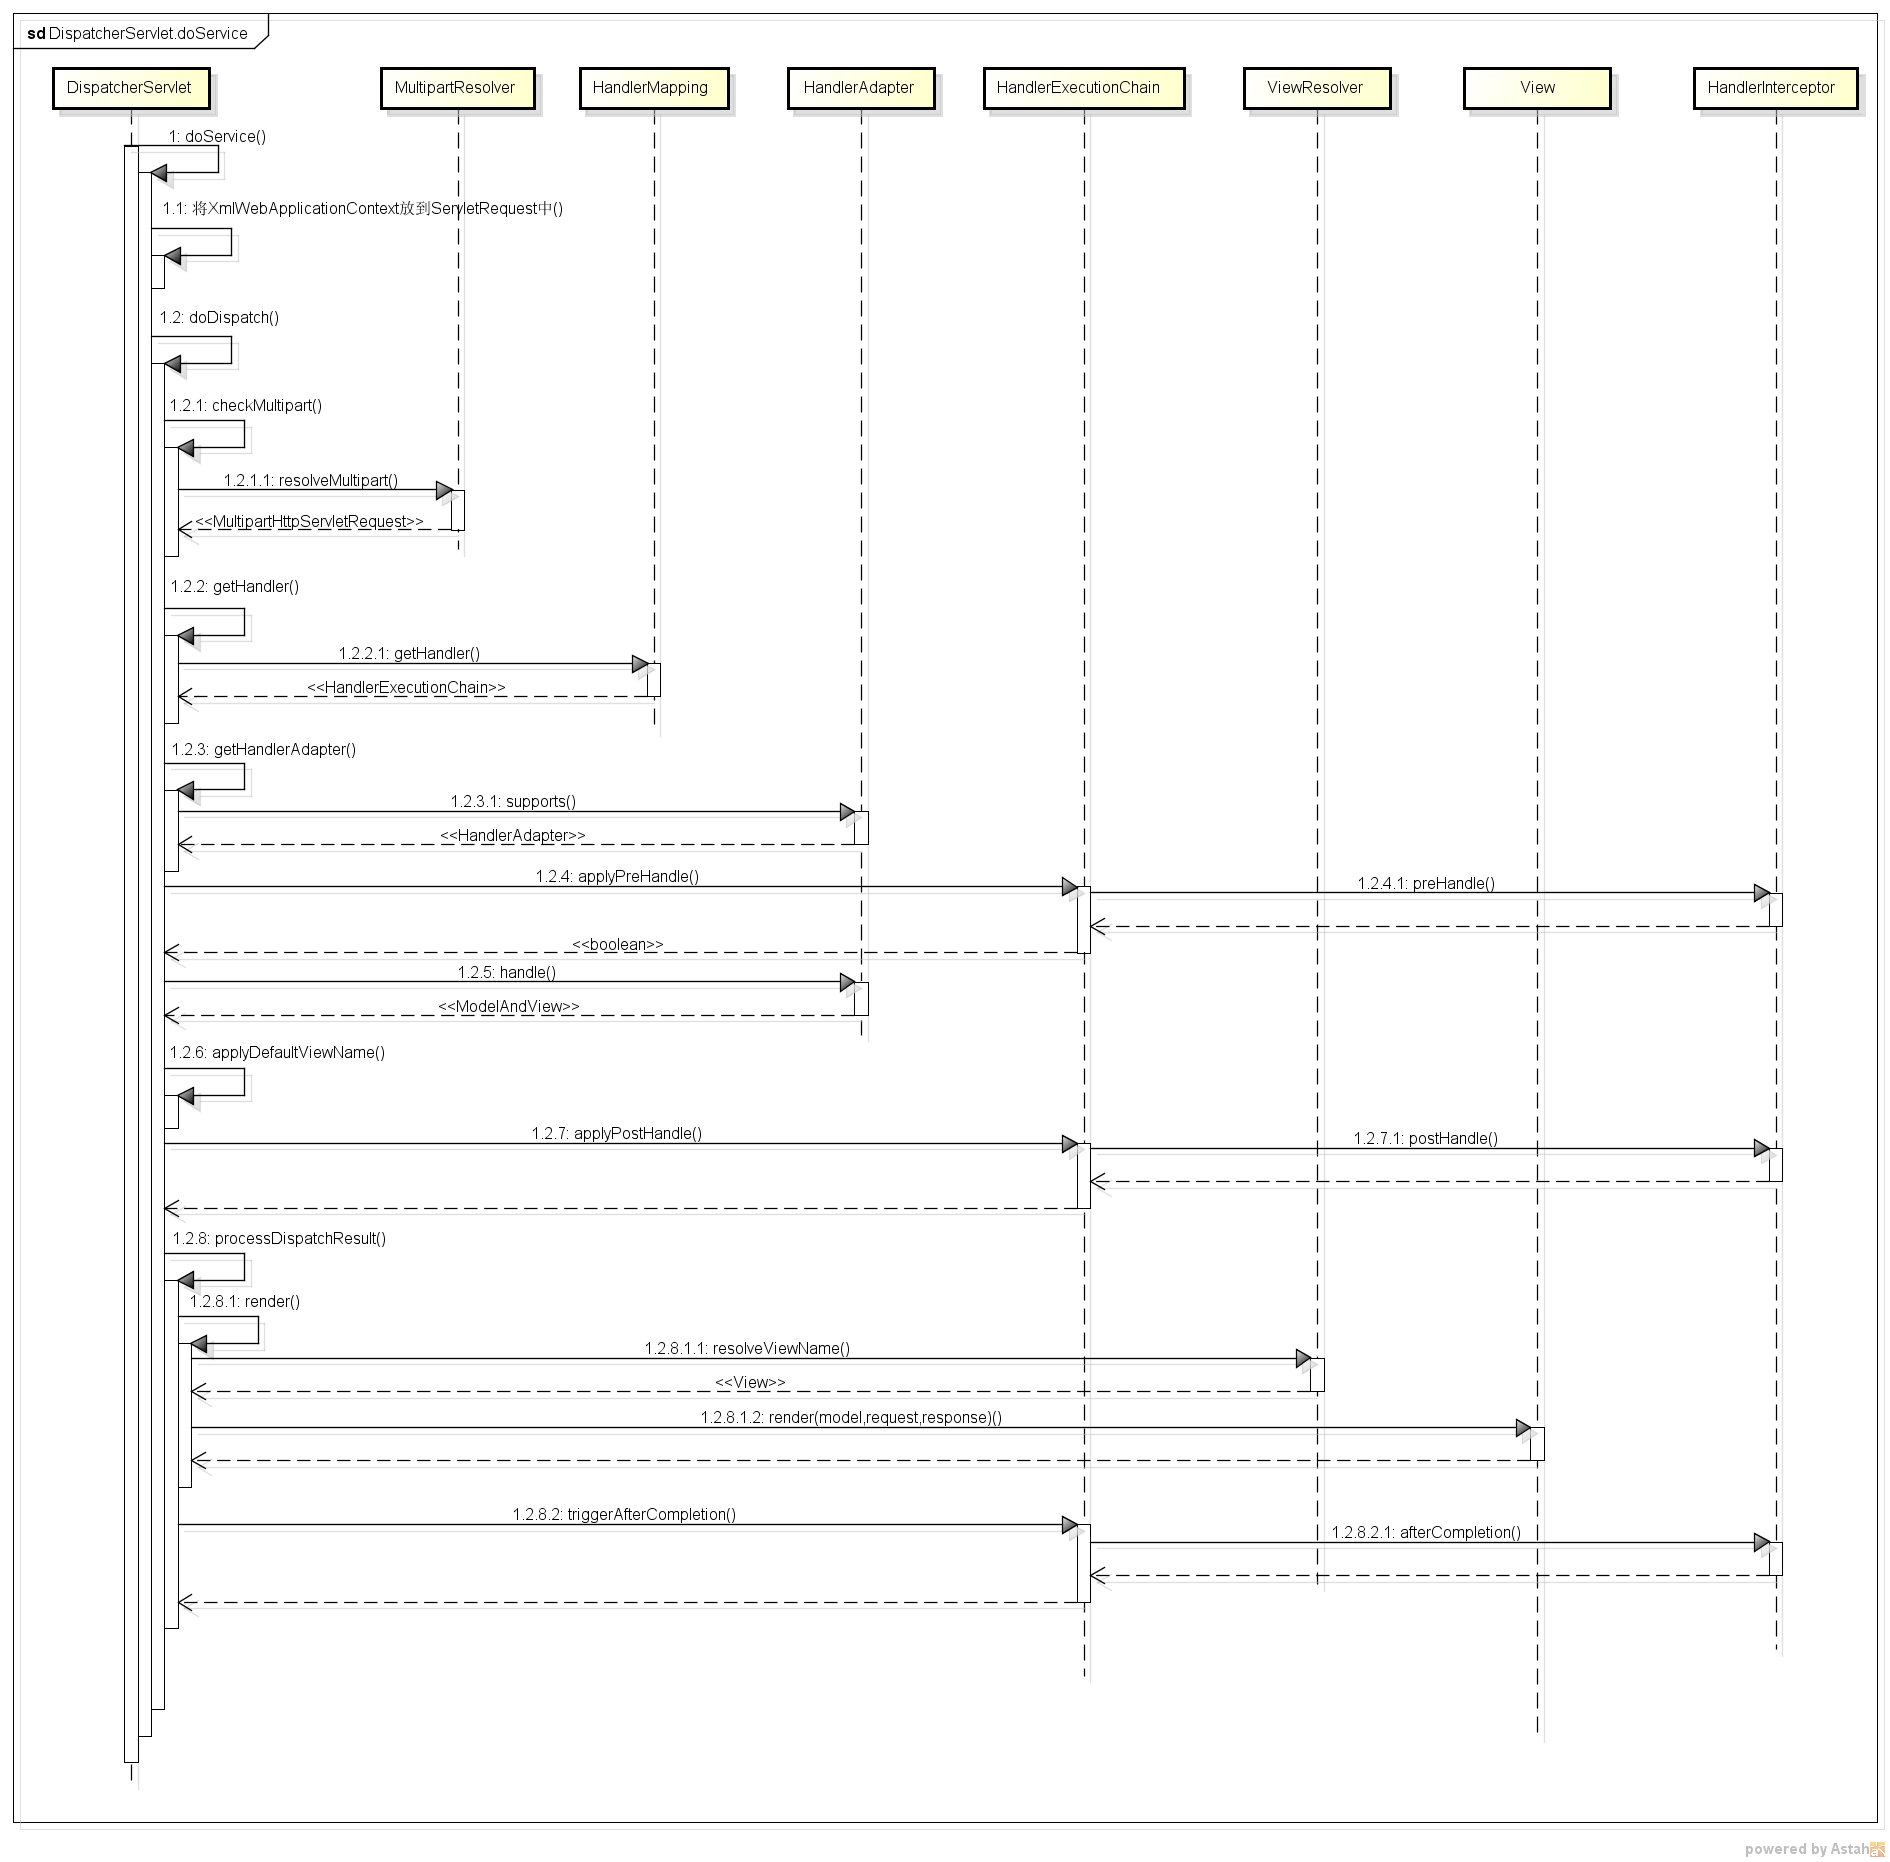 sd DispatcherServlet.doService
DispatcherServlet
MultipartResolver
HandlerMapping
HandlerAdapter
HandlerExecutionChain
ViewResolver
View
HandlerInterceptor
1: doService()
1.1: 将XmlWebApplicationContext放到ServletRequest中()
1.2: doDispatch()
1.2.1: checkMultipart()
1.2.1.1: resolveMultipart()
<<MultipartHttpServletRequest>>
1.2.2: getHandler()
1.2.2.1: getHandler()
<<HandlerExecutionChain>>
1.2.3: getHandlerAdapter()
1.2.3.1: supports()
<<HandlerAdapter>>
1.2.4: applyPreHandle()
1.2.4.1: preHandle()
<<boolean>>
1.2.5: handle()
<<ModelAndView>>
1.2.6: applyDefaultViewName()
1.2.7: applyPostHandle()
1.2.7.1: postHandle()
1.2.8: processDispatchResult()
1.2.8.1: render()
1.2.8.1.1: resolveViewName()
<<View>>
1.2.8.1.2: render(model,request,response)()
1.2.8.2: triggerAfterCompletion()
1.2.8.2.1: afterCompletion()
powered by Astah